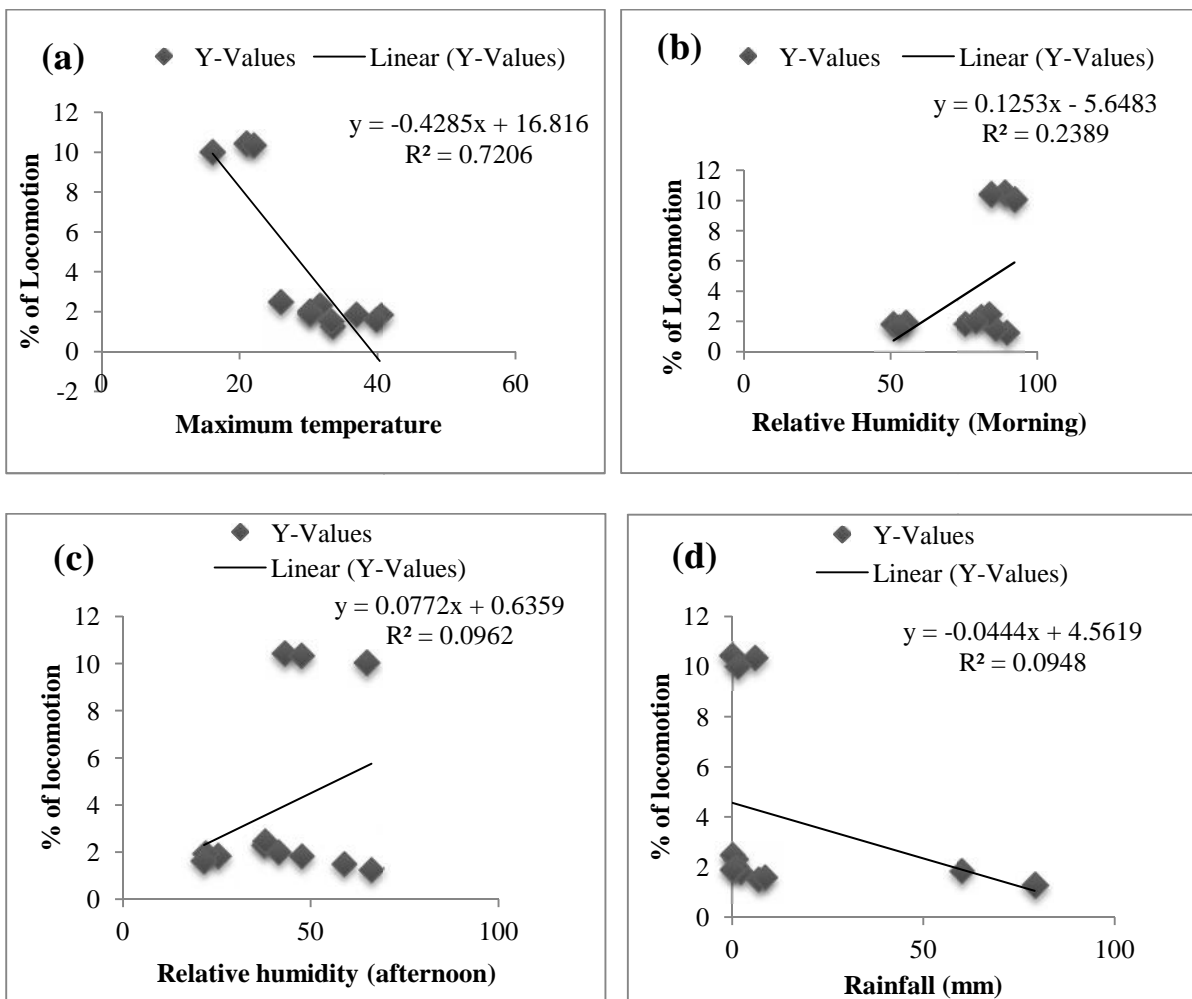 (a)
Y-Values Linear (Y-Values)
y = -0.4285x + 16.816
R² = 0.7206
12
10
8
6
4
2
0
-2
0 20 40 60
% of Locomotion
Maximum temperature
(b)
Y-Values Linear (Y-Values)
y = 0.1253x - 5.6483
R² = 0.2389
12
10
8
6
4
2
0
0 50 100
% of Locomotion
Relative Humidity (Morning)
(c)
Y-Values
Linear (Y-Values)
y = 0.0772x + 0.6359
R² = 0.0962
12
10
8
6
4
2
0
0 50 100
% of locomotion
Relative humidity (afternoon)
(d)
Y-Values
Linear (Y-Values)
y = -0.0444x + 4.5619
R² = 0.0948
12
10
8
6
4
2
0
0 50 100
% of locomotion
Rainfall (mm)